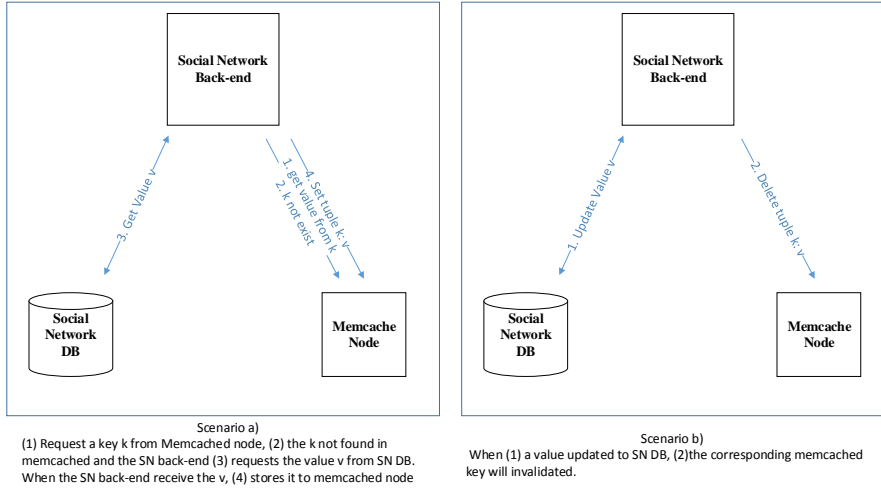 Social Network
Back-end
3. Get Value v
4. Set tuple k: v
1. get value from k
2. k not exist
Social
Network
DB
Memcache
Node
Scenario a)
(1) Request a key k from Memcached node, (2) the k not found in
memcached and the SN back-end (3) requests the value v from SN DB.
When the SN back-end receive the v, (4) stores it to memcached node
Social Network
Back-end
1. Update Value v
2. Delete tuple k: v
Social
Network
DB
Memcache
Node
Scenario b)
When (1) a value updated to SN DB, (2)the corresponding memcached
key will invalidated.